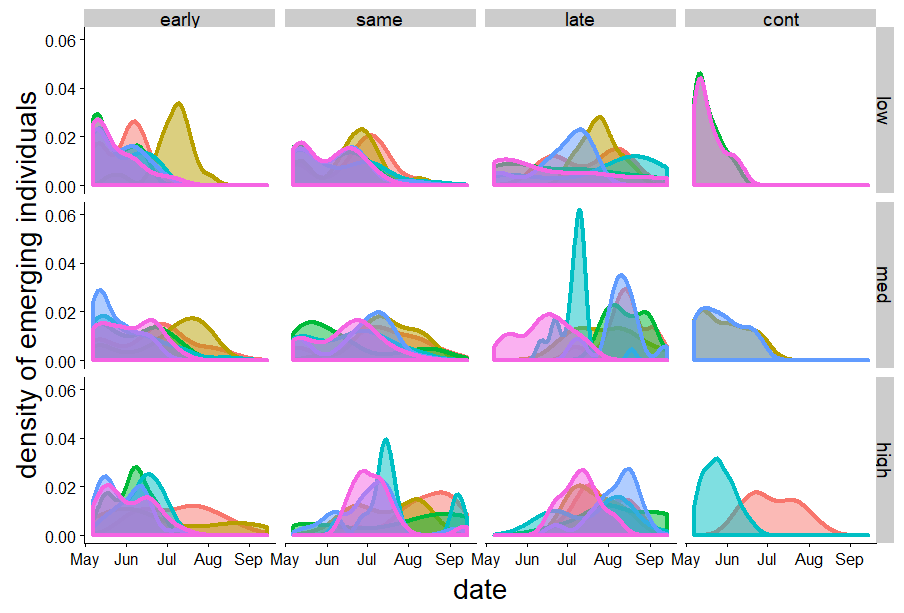 early same late cont
density of emerging individuals
0.06
0.04
0.02
0.00
low
0.06
0.04
0.02
0.00
med
0.06
0.04
0.02
0.00
high
May Jun Jul Aug Sep May Jun Jul Aug Sep May Jun Jul Aug Sep May Jun Jul Aug Sep
date